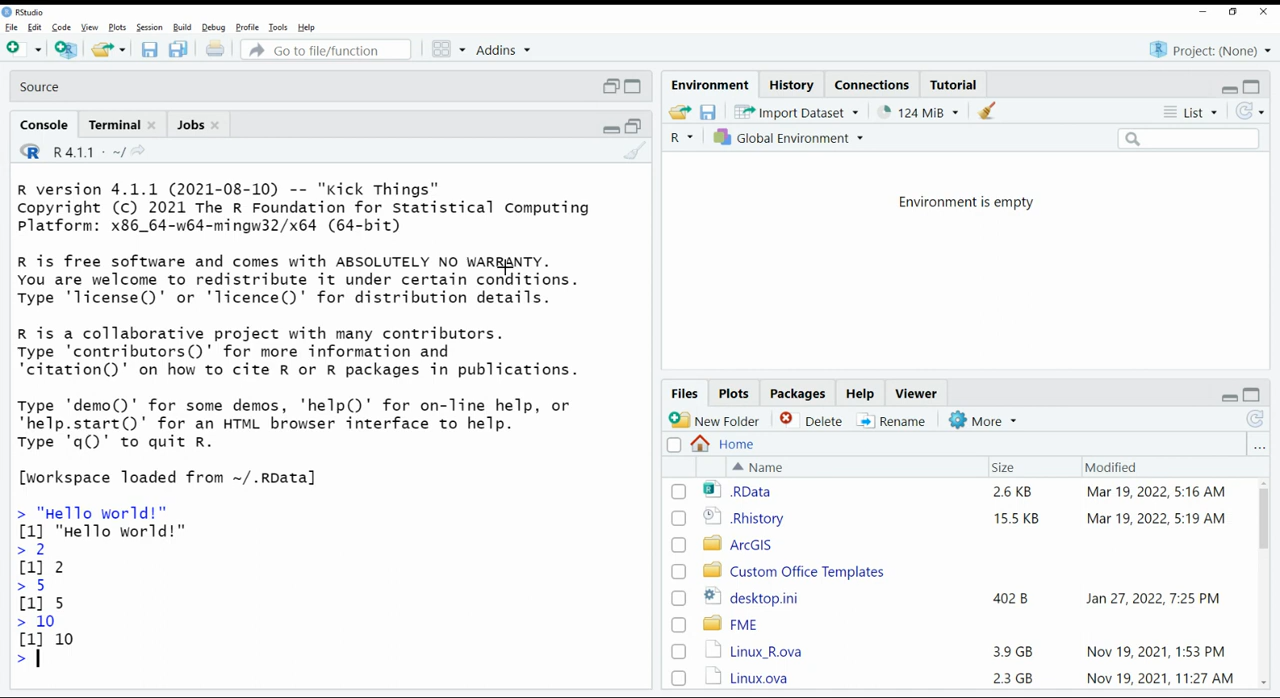 RStudio
File Edit Code View Plots Session Build Debug Profile Tools Help
Go to file/function Addins Project: (None)
Source
Console Terminal Jobs
R 4.1.1 · ~/
R version 4.1.1 (2021-08-10) -- "Kick Things"
Copyright (C) 2021 The R Foundation for Statistical Computing
Platform: x86_64-w64-mingw32/x64 (64-bit)
R is free software and comes with ABSOLUTELY NO WARRANTY.
You are welcome to redistribute it under certain conditions.
Type 'license()' or 'licence()' for distribution details.
R is a collaborative project with many contributors.
Type 'contributors()' for more information and
'citation()' on how to cite R or R packages in publications.
Type 'demo()' for some demos, 'help()' for on-line help, or
'help.start()' for an HTML browser interface to help.
Type 'q()' to quit R.
[Workspace loaded from ~/.RData]
> "Hello world!"
[1] "Hello world!"
> 2
[1] 2
> 5
[1] 5
> 10
[1] 10
>
Environment History Connections Tutorial
Import Dataset 124 MiB List
R Global Environment
Environment is empty
Files Plots Packages Help Viewer
New Folder Delete Rename More
Home ...
Name Size Modified
.RData 2.6 KB Mar 19, 2022, 5:16 AM
.Rhistory 15.5 KB Mar 19, 2022, 5:19 AM
ArcGIS
Custom Office Templates
desktop.ini 402 B Jan 27, 2022, 7:25 PM
FME
Linux_R.ova 3.9 GB Nov 19, 2021, 1:53 PM
Linux.ova 2.3 GB Nov 19, 2021, 11:27 AM